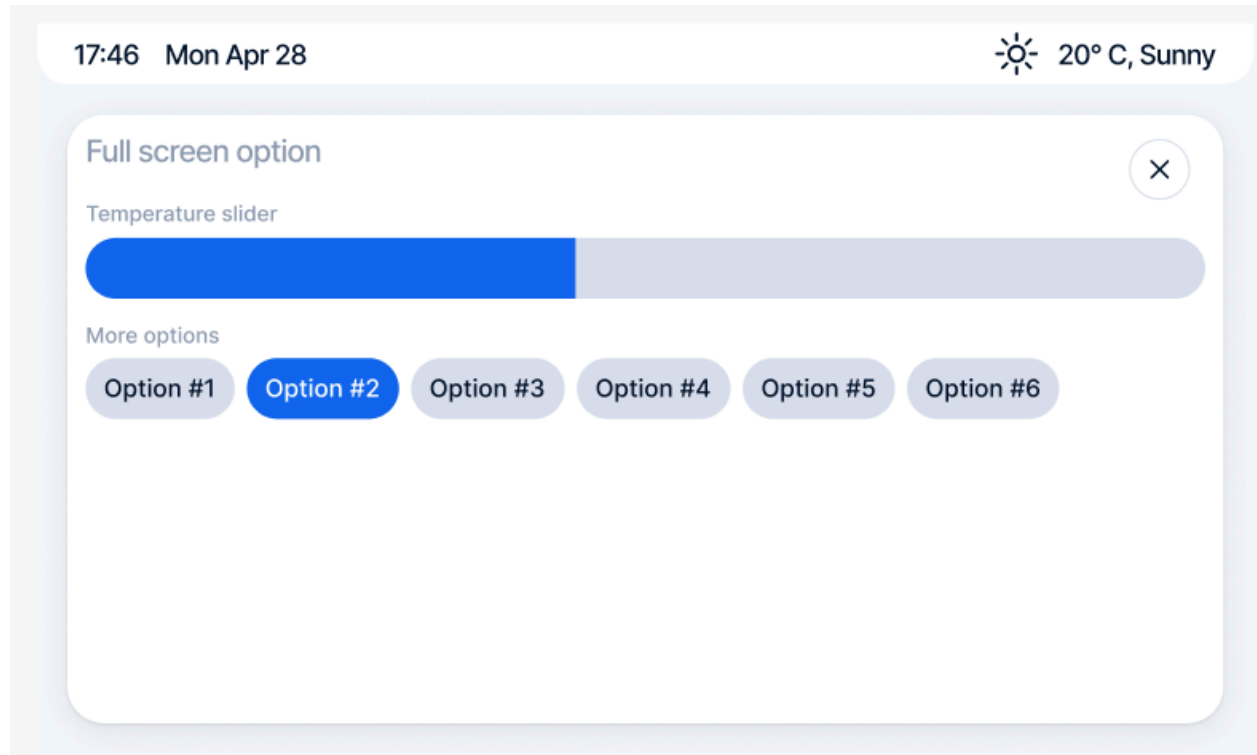 17:46 Mon Apr 28 20° C, Sunny
Full screen option
Temperature slider
More options
Option #1 Option #2 Option #3 Option #4 Option #5 Option #6